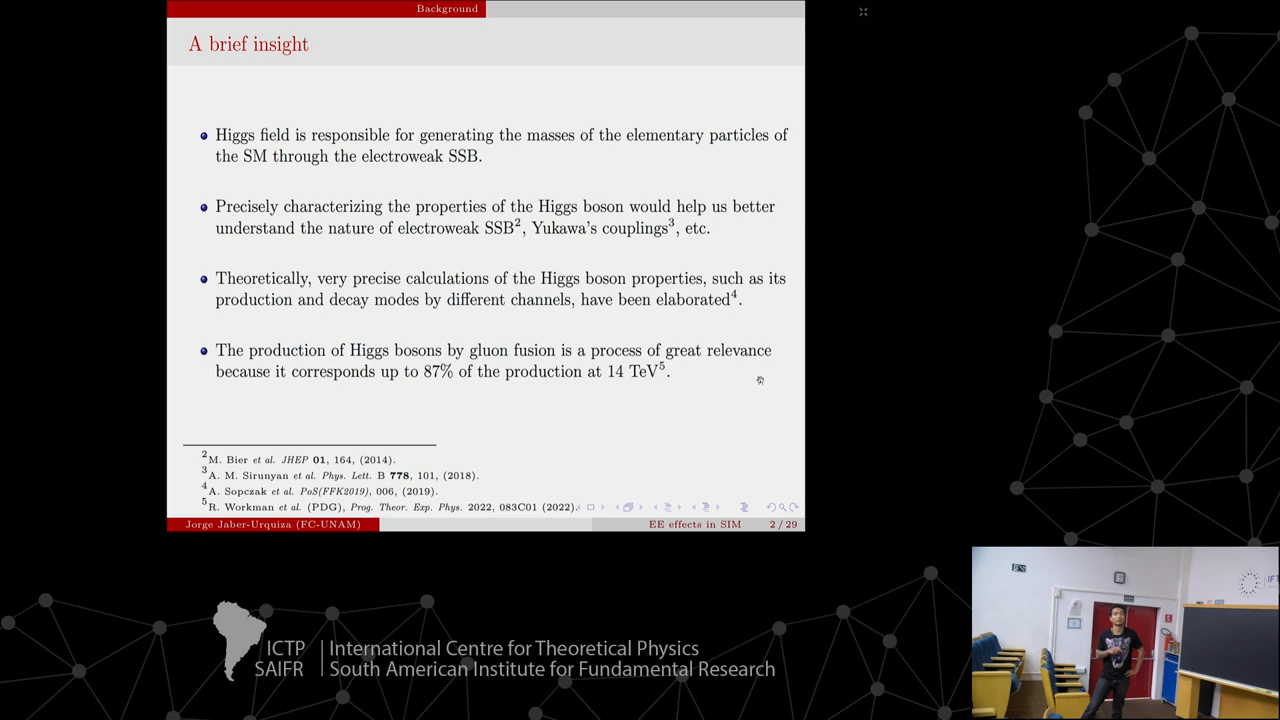 Background
A brief insight
Higgs field is responsible for generating the masses of the elementary particles of
the SM through the electroweak SSB.
Precisely characterizing the properties of the Higgs boson would help us better
understand the nature of electroweak SSB2, Yukawa's couplings3, etc.
Theoretically, very precise calculations of the Higgs boson properties, such as its
production and decay modes by different channels, have been elaborated4.
The production of Higgs bosons by gluon fusion is a process of great relevance
because it corresponds up to 87% of the production at 14 TeV5.
2M. Bier et al. JHEP 01, 164, (2014).
3A. M. Sirunyan et al. Phys. Lett. B 778, 101, (2018).
4A. Sopczak et al. PoS(FFK2019), 006, (2019).
5R. Workman et al. (PDG), Prog. Theor. Exp. Phys. 2022, 083C01 (2022).
Jorge Jaber-Urquiza (FC-UNAM)
EE effects in SIM
2 / 29
ICTP
SAIFR
International Centre for Theoretical Physics
South American Institute for Fundamental Research